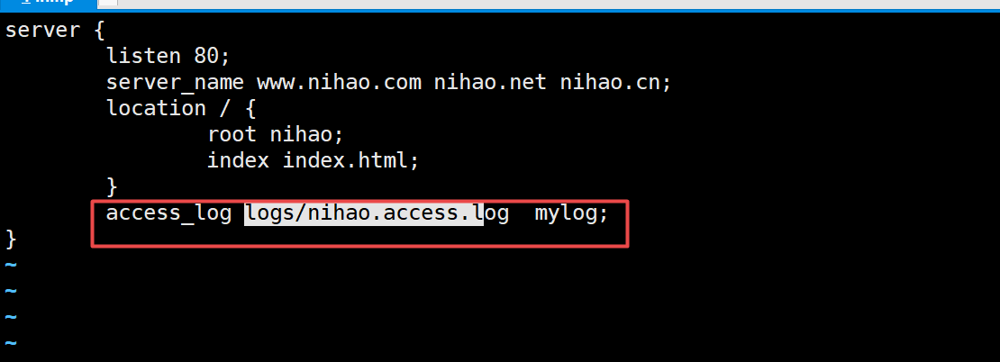 server {
listen 80;
server_name www.nihao.com nihao.net nihao.cn;
location / {
root nihao;
index index.html;
}
access_log logs/nihao.access.log  mylog;
}
~
~
~
~